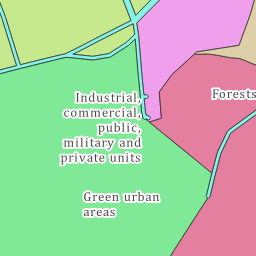 Industrial,
commercial,
public,
military and
private units
Forests
Green urban
areas